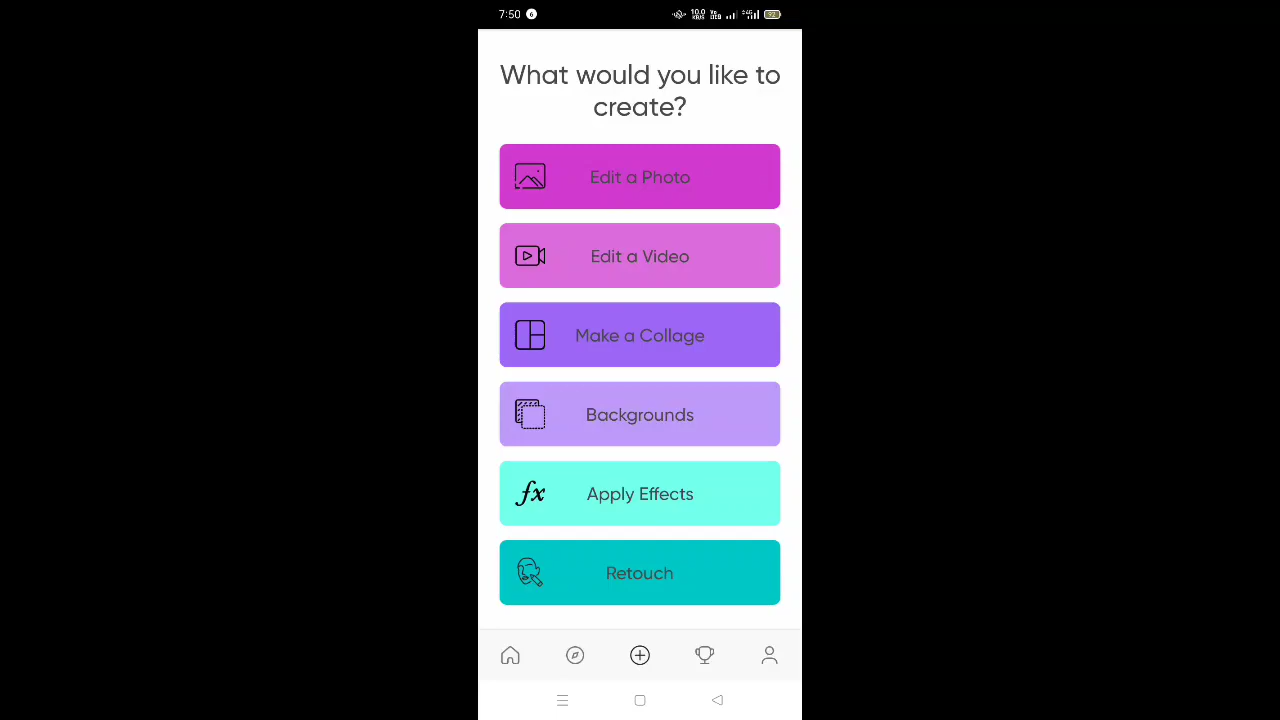 7:50
What would you like to
create?
Edit a Photo
Edit a Video
Make a Collage
Backgrounds
fx Apply Effects
Retouch